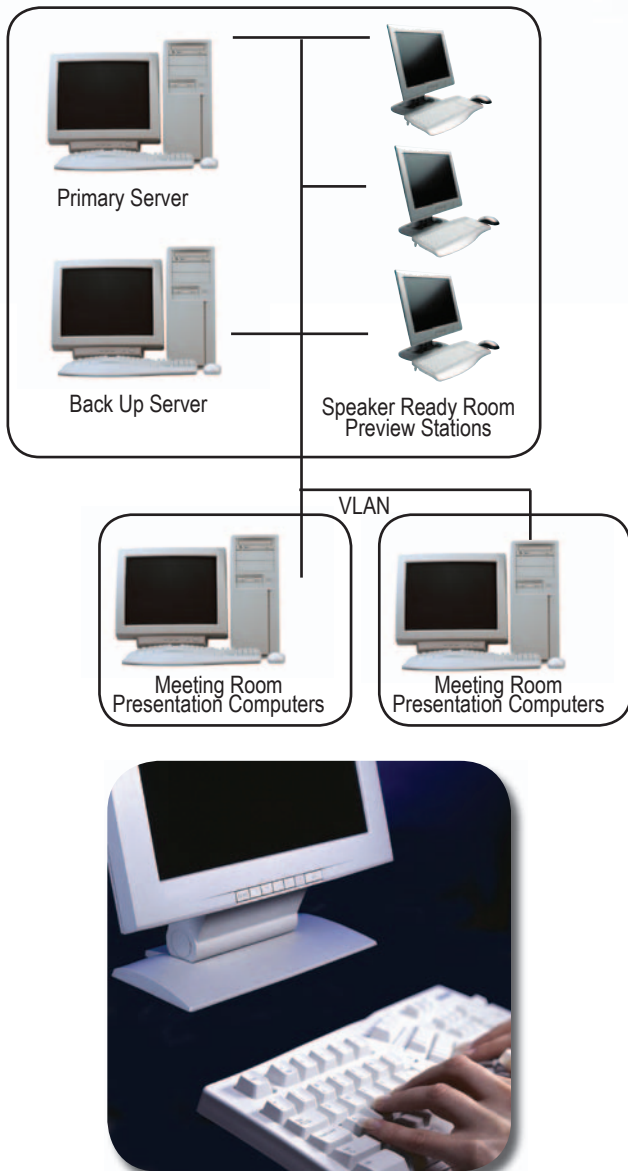 Primary Server
Back Up Server
Speaker Ready Room
Preview Stations
VLAN
Meeting Room
Presentation Computers
Meeting Room
Presentation Computers